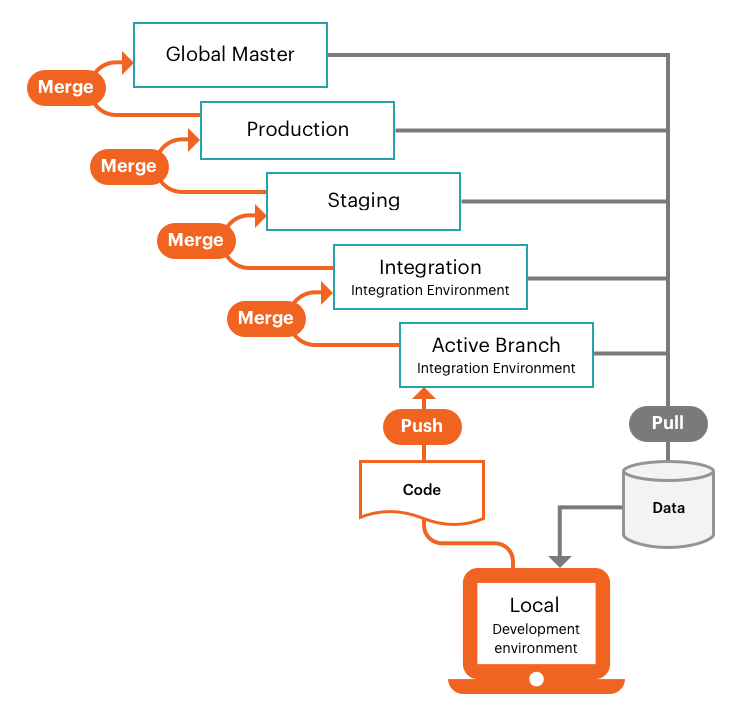 Global Master
Merge
Production
Merge
Staging
Merge
Integration
Integration Environment
Merge
Active Branch
Integration Environment
Push
Pull
Code
Data
Local
Development
environment